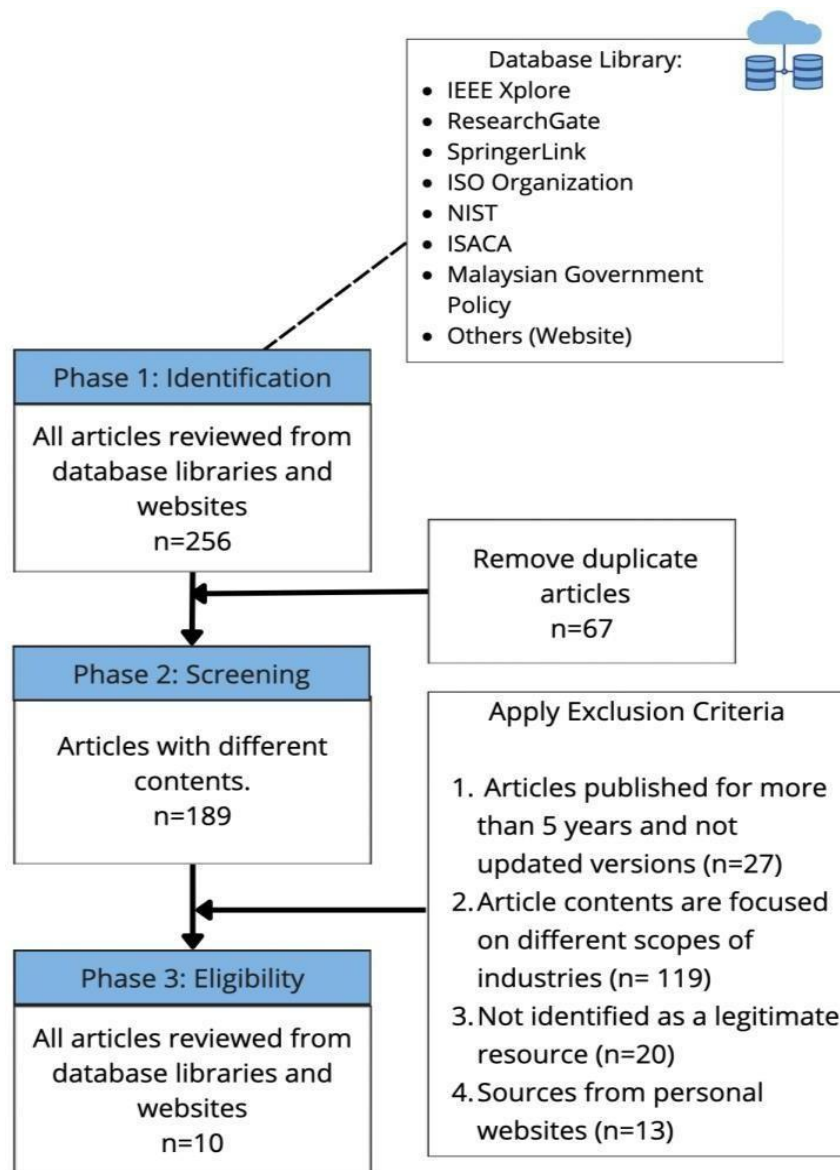 Database Library:
• IEEE Xplore
• ResearchGate
• SpringerLink
• ISO Organization
• NIST
• ISACA
• Malaysian Government
Policy
• Others (Website)
Phase 1: Identification
All articles reviewed from
database libraries and
websites
n=256
Remove duplicate
articles
n=67
Phase 2: Screening
Articles with different
contents.
n=189
Apply Exclusion Criteria
1. Articles published for more
than 5 years and not
updated versions (n=27)
2. Article contents are focused
on different scopes of
industries (n= 119)
3. Not identified as a legitimate
resource (n=20)
4. Sources from personal
websites (n=13)
Phase 3: Eligibility
All articles reviewed from
database libraries and
websites
n=10